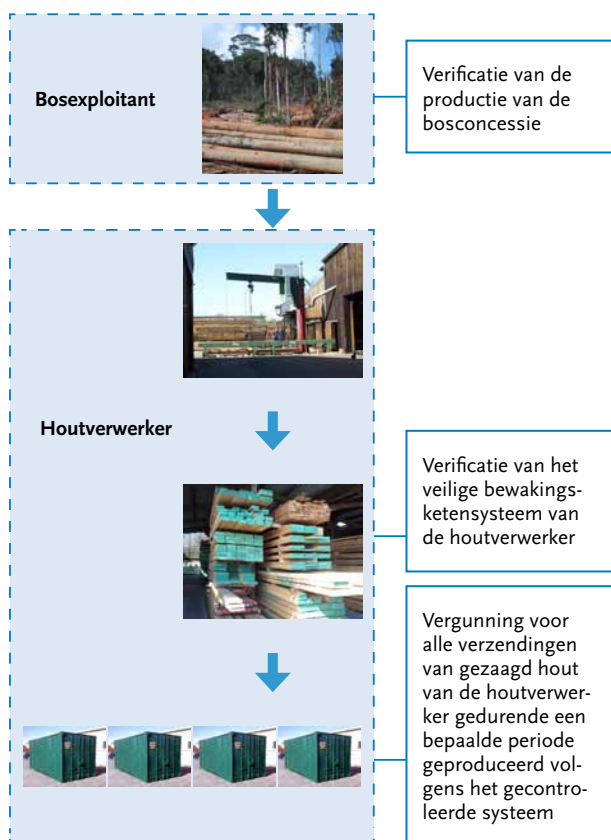 Bosexploitant
Verificatie van de
productie van de
bosconcessie
Houtverwerker
Verificatie van het
veilige bewakings-
ketensysteem van
de houtverwerker
Vergunning voor
alle verzendingen
van gezaagd hout
van de houtverwer-
ker gedurende een
bepaalde periode
geproduceerd vol-
gens het gecontro-
leerde systeem